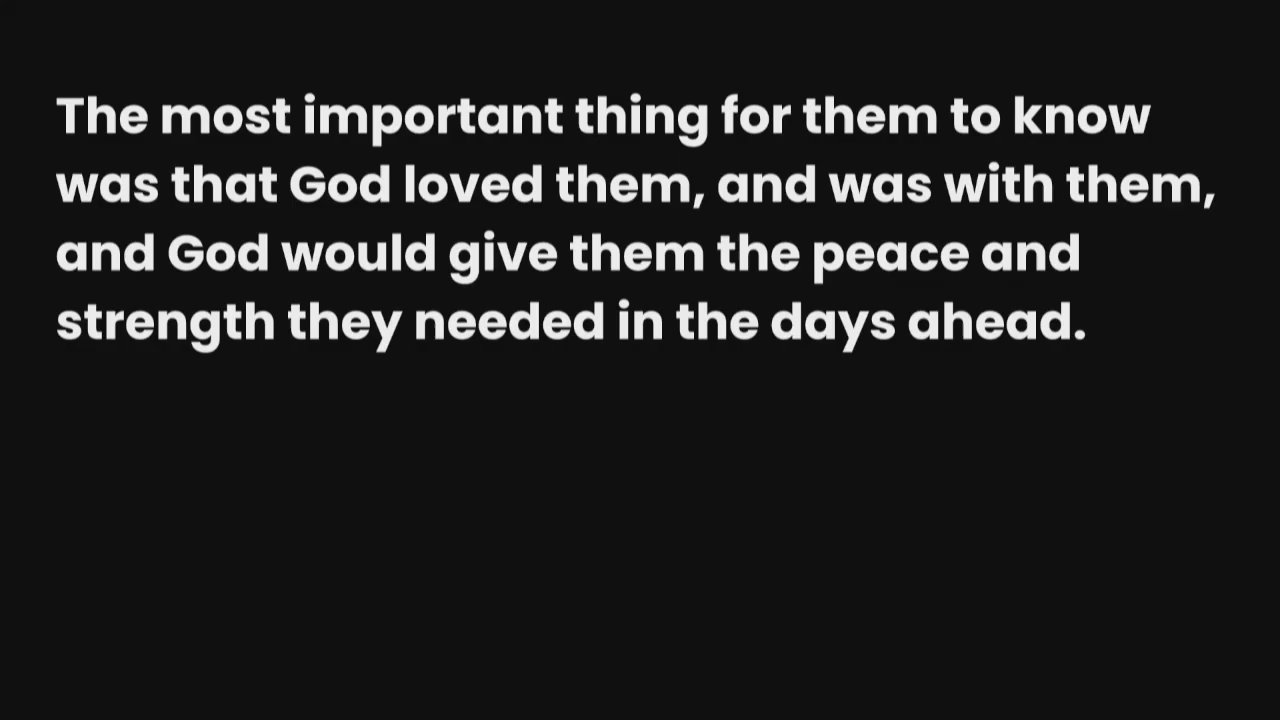 The most important thing for them to know
was that God loved them, and was with them,
and God would give them the peace and
strength they needed in the days ahead.